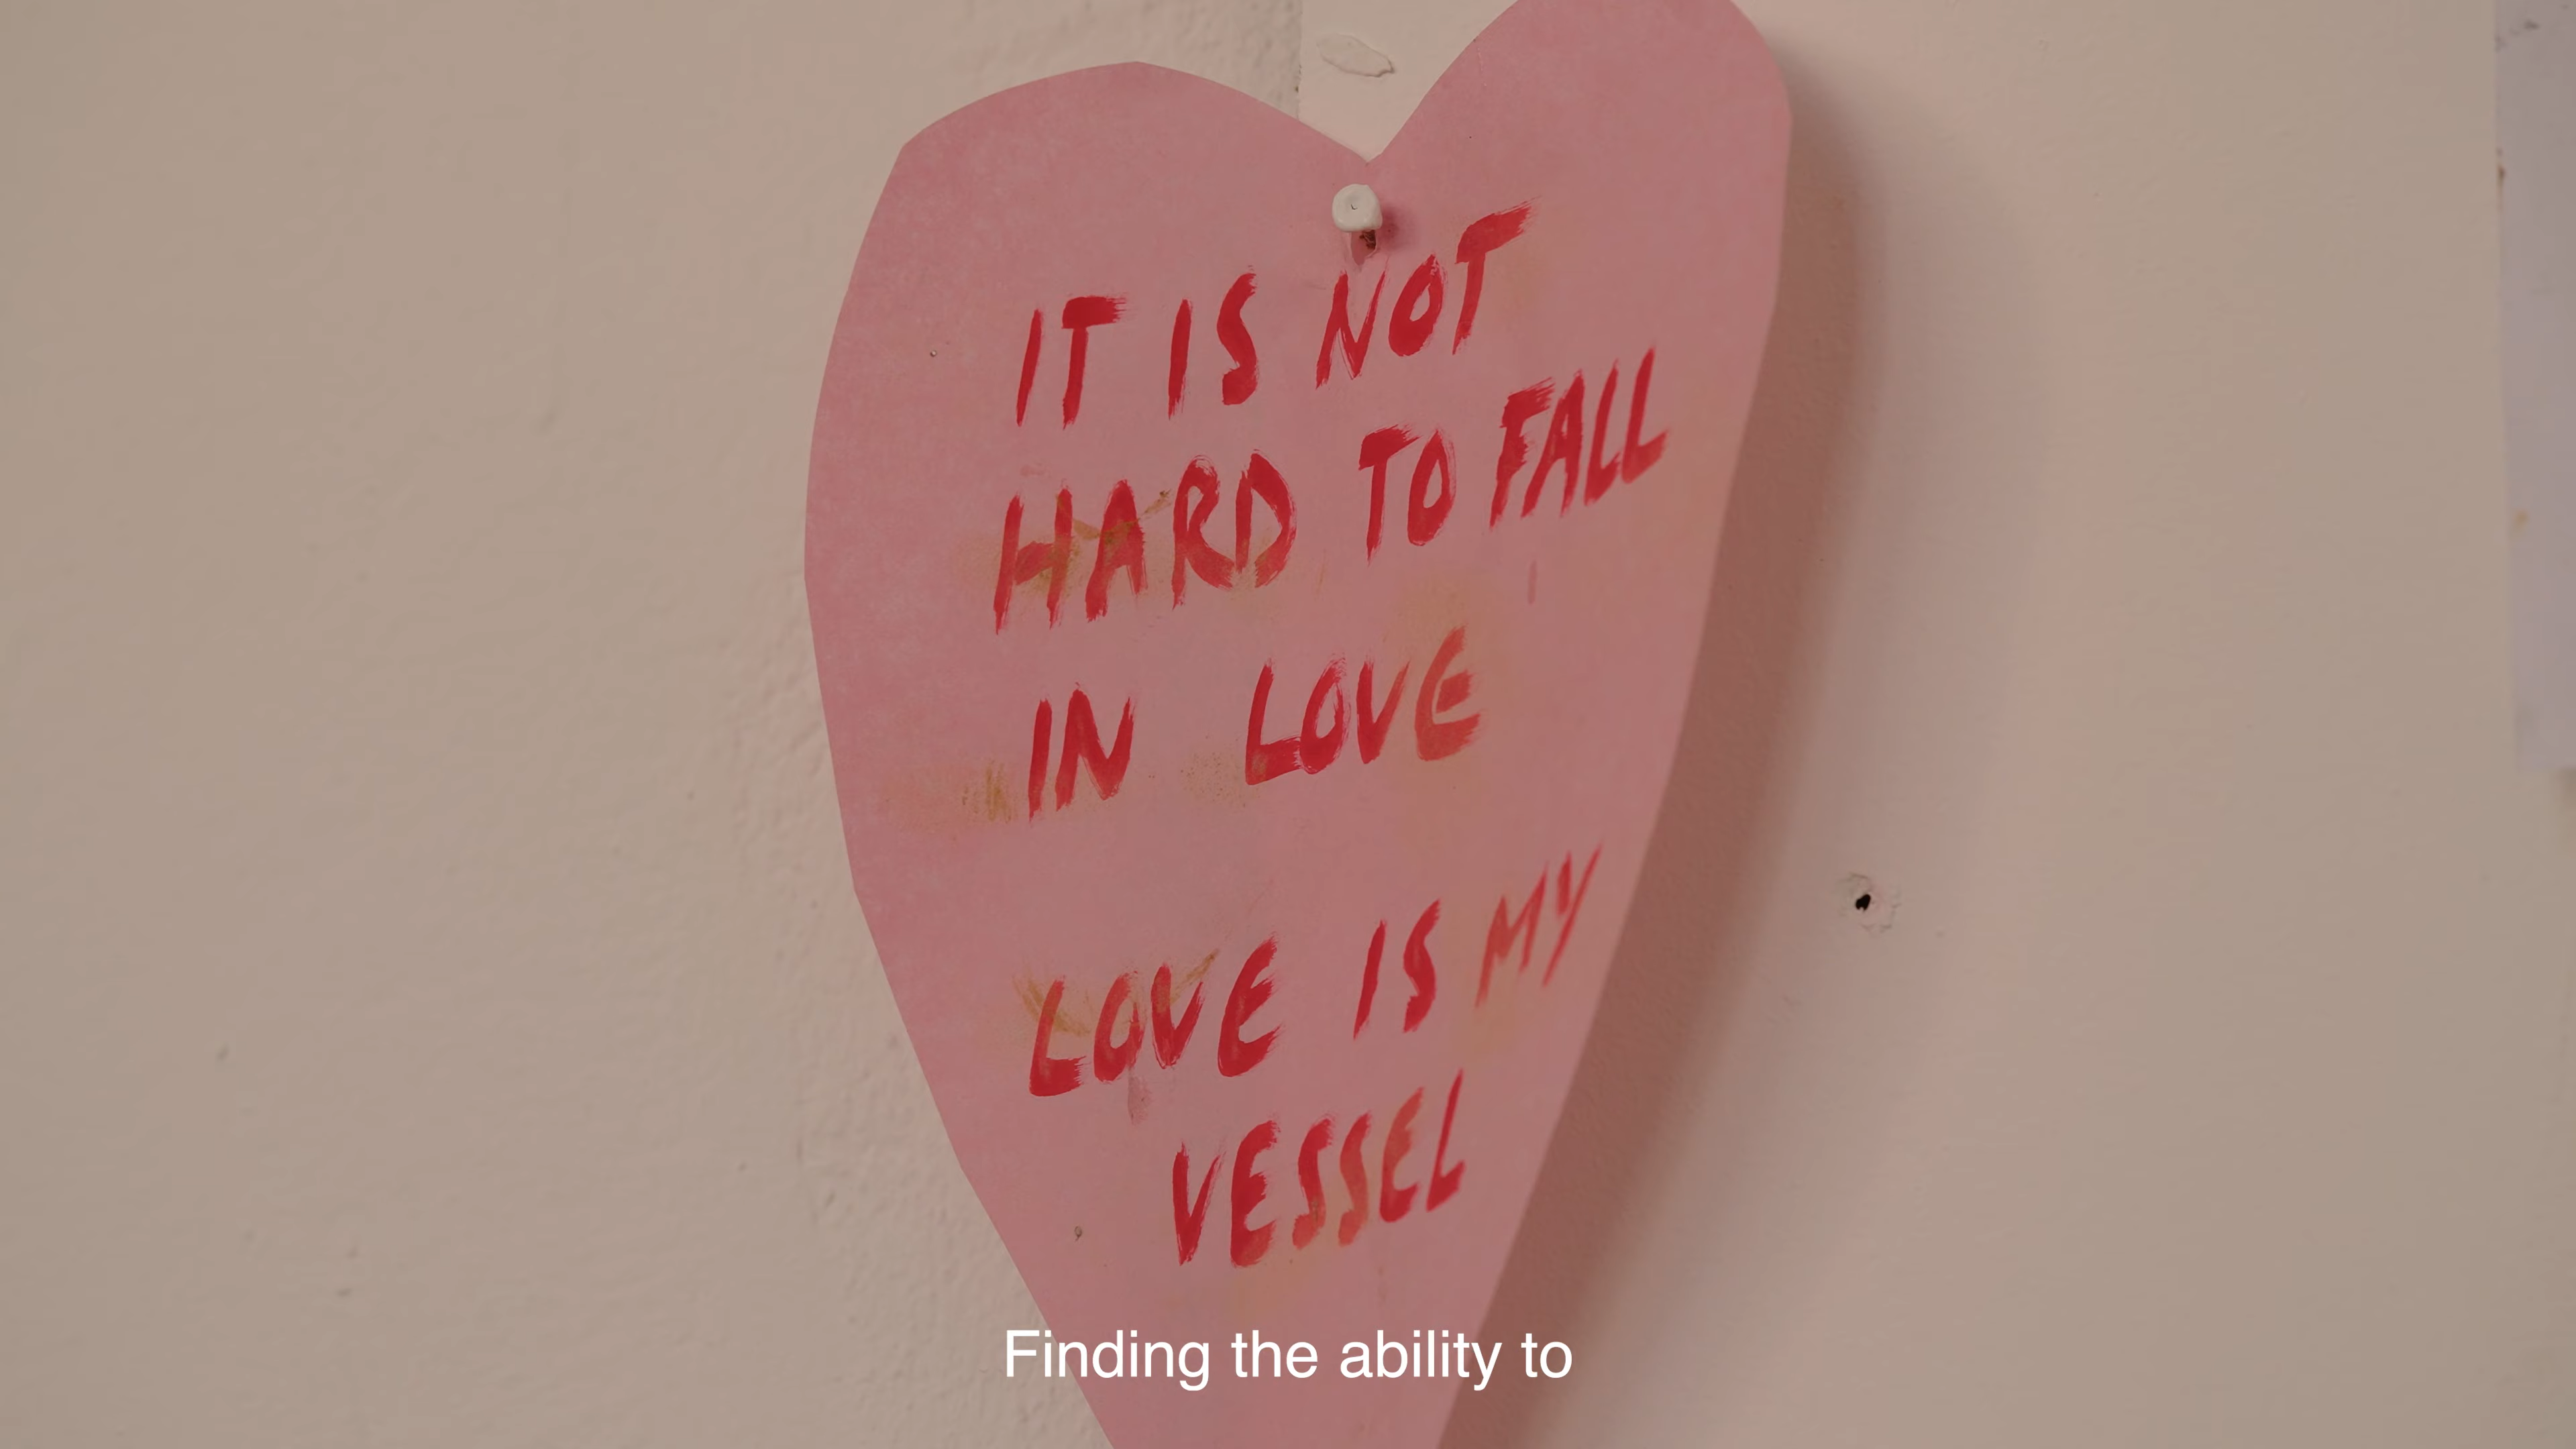 IT IS NOT
HARD TO FALL
IN LOVE
LOVE IS MY
VESSEL
Finding the ability to